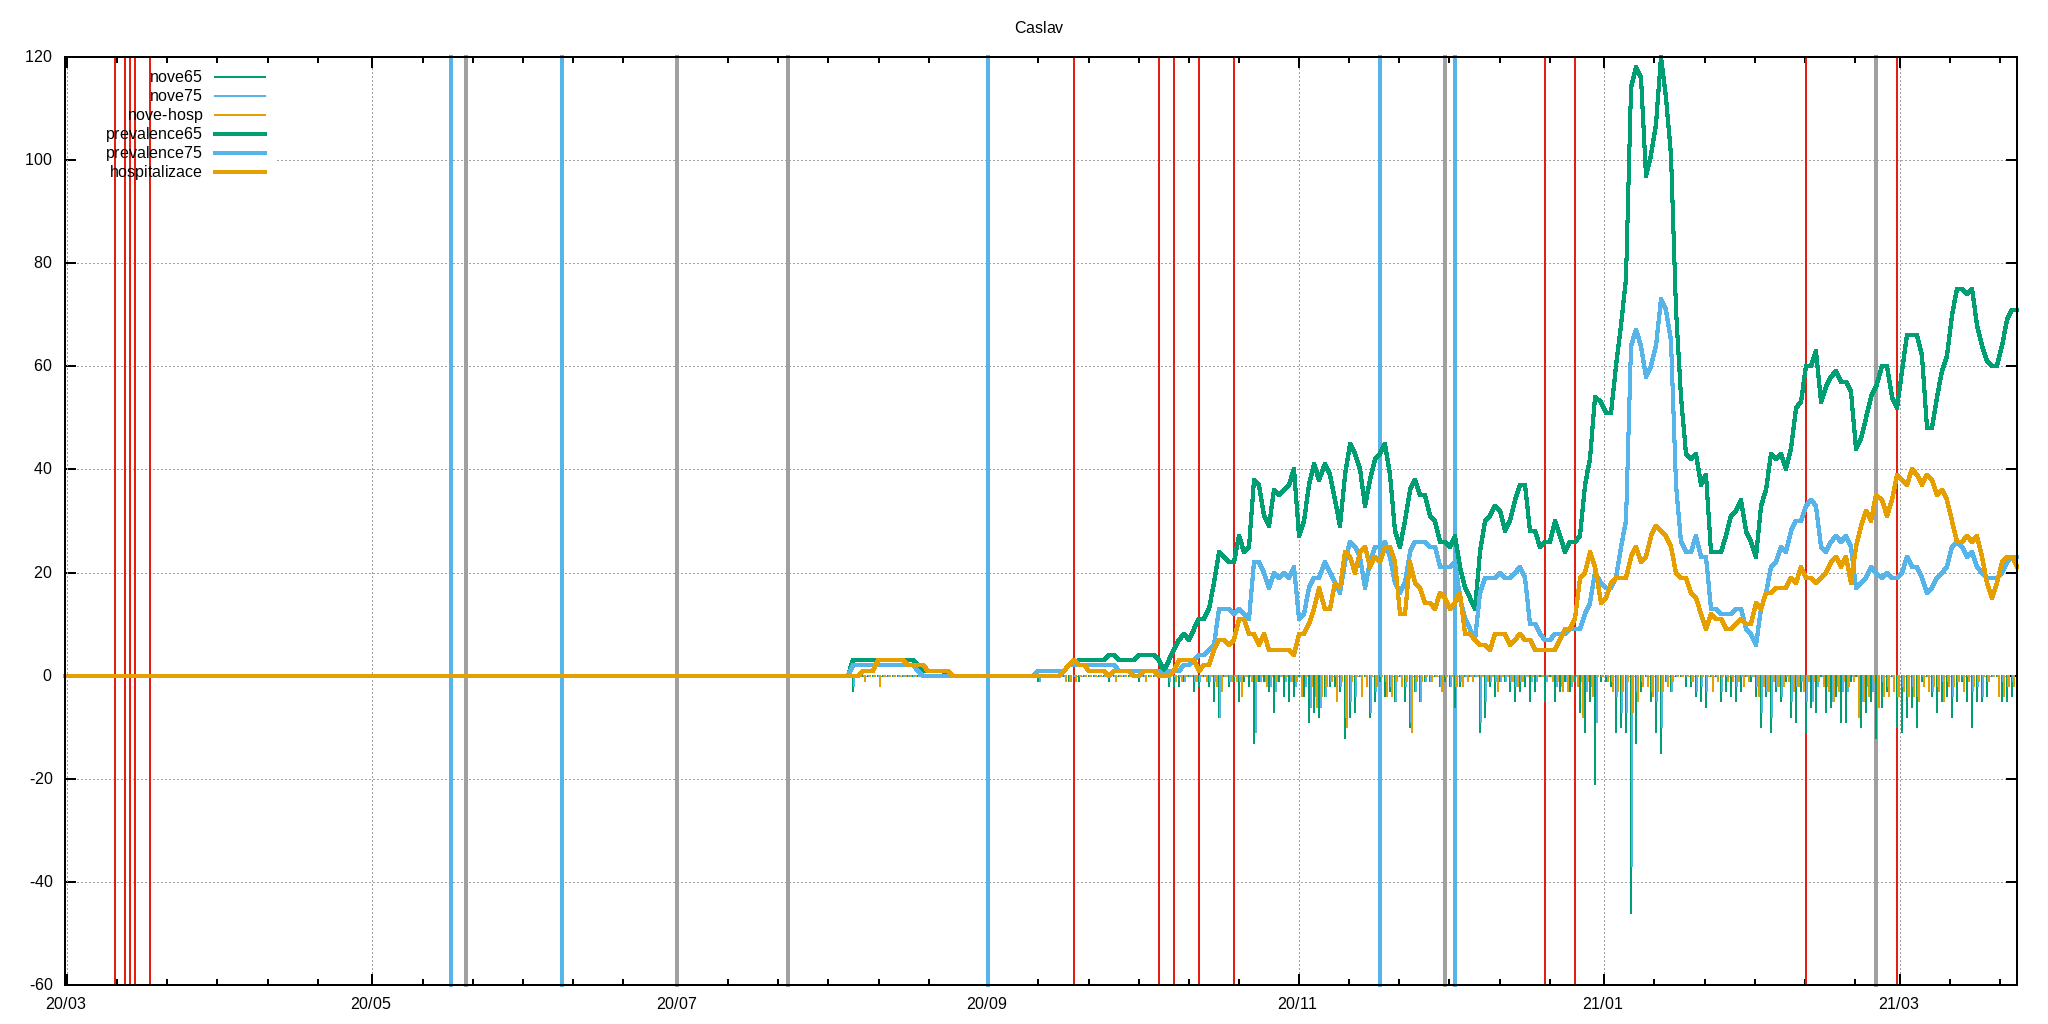 Caslav
120
100
80
60
40
20
0
-20
-40
-60
nove65
nove75
nove-hosp
prevalence65
prevalence75
hospitalizace
20/03 20/05 20/07 20/09 20/11 21/01 21/03